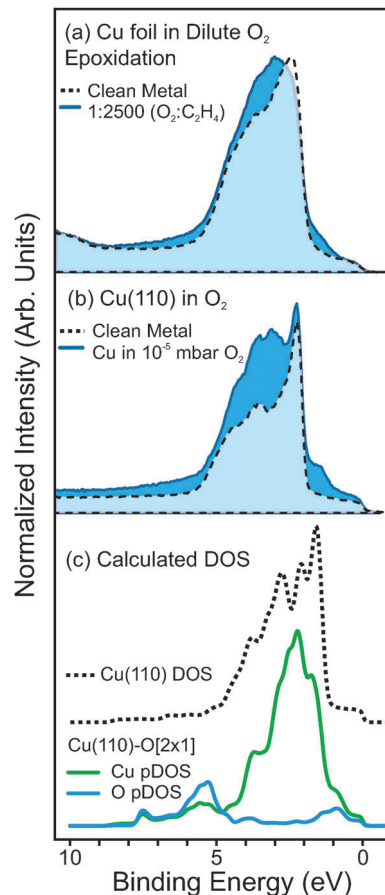 (a) Cu foil in Dilute O₂
Epoxidation
Clean Metal
1:2500 (O₂:C₂H₄)
(b) Cu(110) in O₂
Clean Metal
Cu in 10⁻⁵ mbar O₂
(c) Calculated DOS
Cu(110) DOS
Cu(110)-O[2x1]
Cu pDOS
O pDOS
Normalized Intensity (Arb. Units)
10 5 0
Binding Energy (eV)